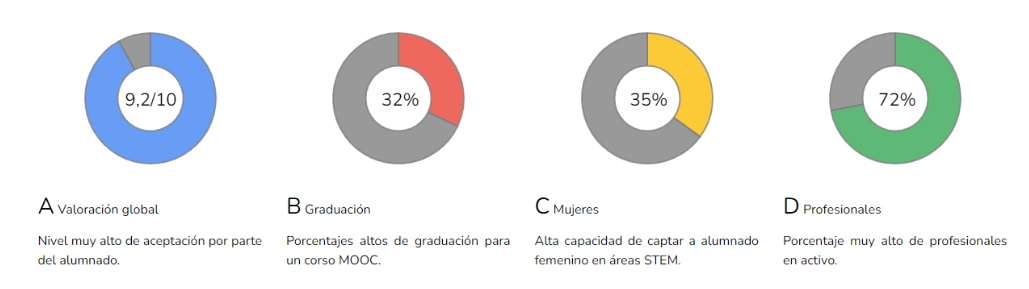 9,2/10
32%
35%
72%
A Valoración global
Nivel muy alto de aceptación por parte
del alumnado.
B Graduación
Porcentajes altos de graduación para
un corso MOOC.
C Mujeres
Alta capacidad de captar a alumnado
femenino en áreas STEM.
D Profesionales
Porcentaje muy alto de profesionales
en activo.